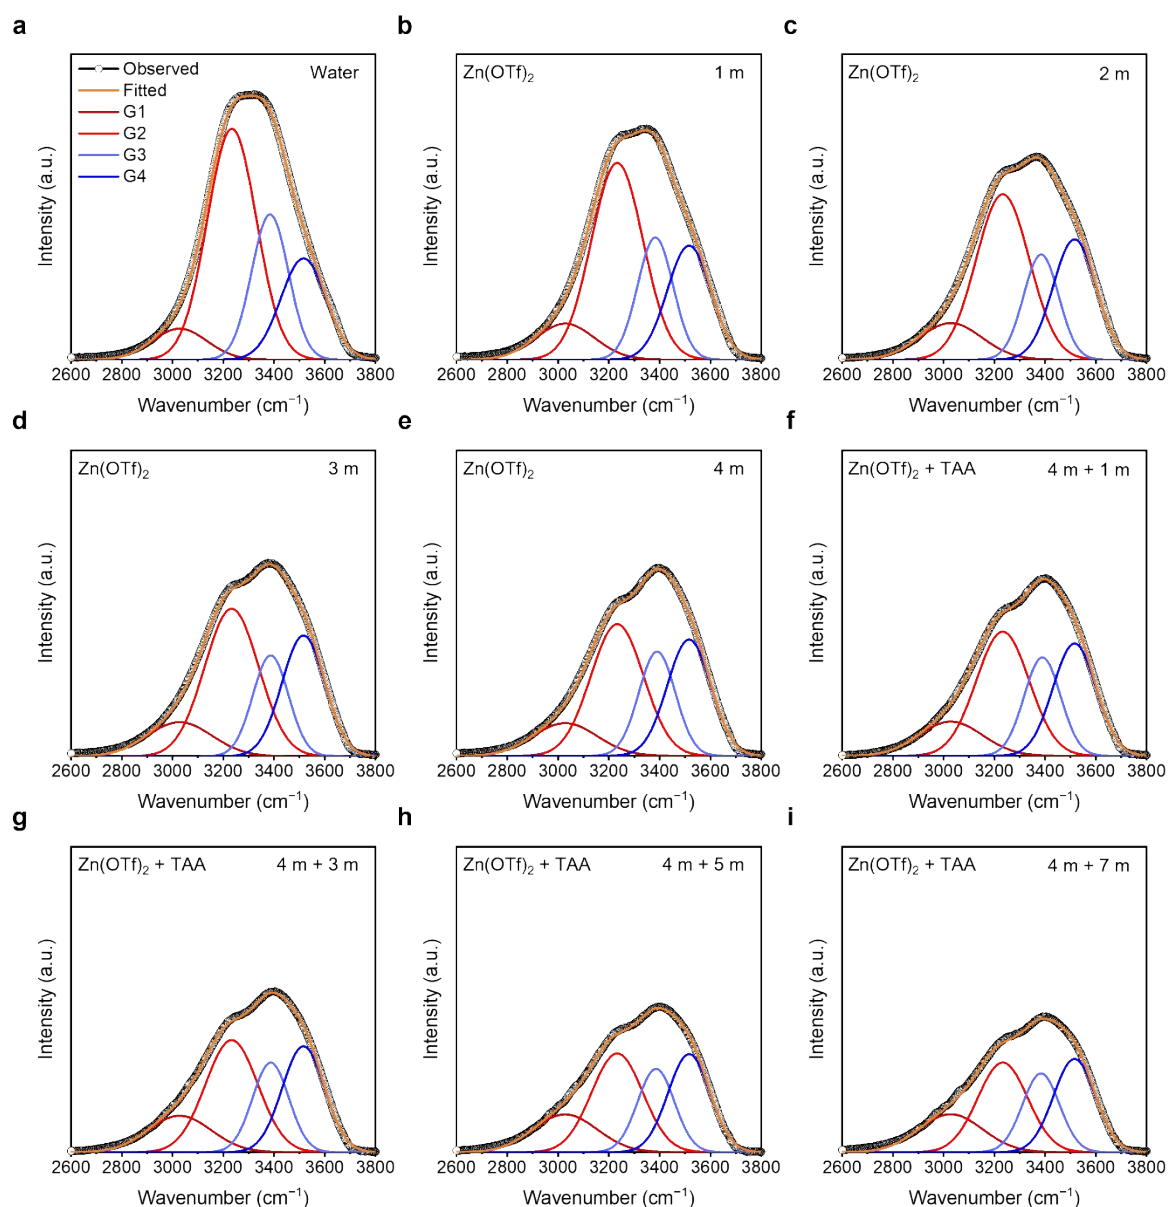 a
Observed
Fitted
G1
G2
G3
G4
Water
Intensity (a.u.)
2600 2800 3000 3200 3400 3600 3800
Wavenumber (cm⁻¹)
b
Zn(OTf)₂ 1 m
Intensity (a.u.)
2600 2800 3000 3200 3400 3600 3800
Wavenumber (cm⁻¹)
c
Zn(OTf)₂ 2 m
Intensity (a.u.)
2600 2800 3000 3200 3400 3600 3800
Wavenumber (cm⁻¹)
d
Zn(OTf)₂ 3 m
Intensity (a.u.)
2600 2800 3000 3200 3400 3600 3800
Wavenumber (cm⁻¹)
e
Zn(OTf)₂ 4 m
Intensity (a.u.)
2600 2800 3000 3200 3400 3600 3800
Wavenumber (cm⁻¹)
f
Zn(OTf)₂ + TAA 4 m + 1 m
Intensity (a.u.)
2600 2800 3000 3200 3400 3600 3800
Wavenumber (cm⁻¹)
g
Zn(OTf)₂ + TAA 4 m + 3 m
Intensity (a.u.)
2600 2800 3000 3200 3400 3600 3800
Wavenumber (cm⁻¹)
h
Zn(OTf)₂ + TAA 4 m + 5 m
Intensity (a.u.)
2600 2800 3000 3200 3400 3600 3800
Wavenumber (cm⁻¹)
i
Zn(OTf)₂ + TAA 4 m + 7 m
Intensity (a.u.)
2600 2800 3000 3200 3400 3600 3800
Wavenumber (cm⁻¹)